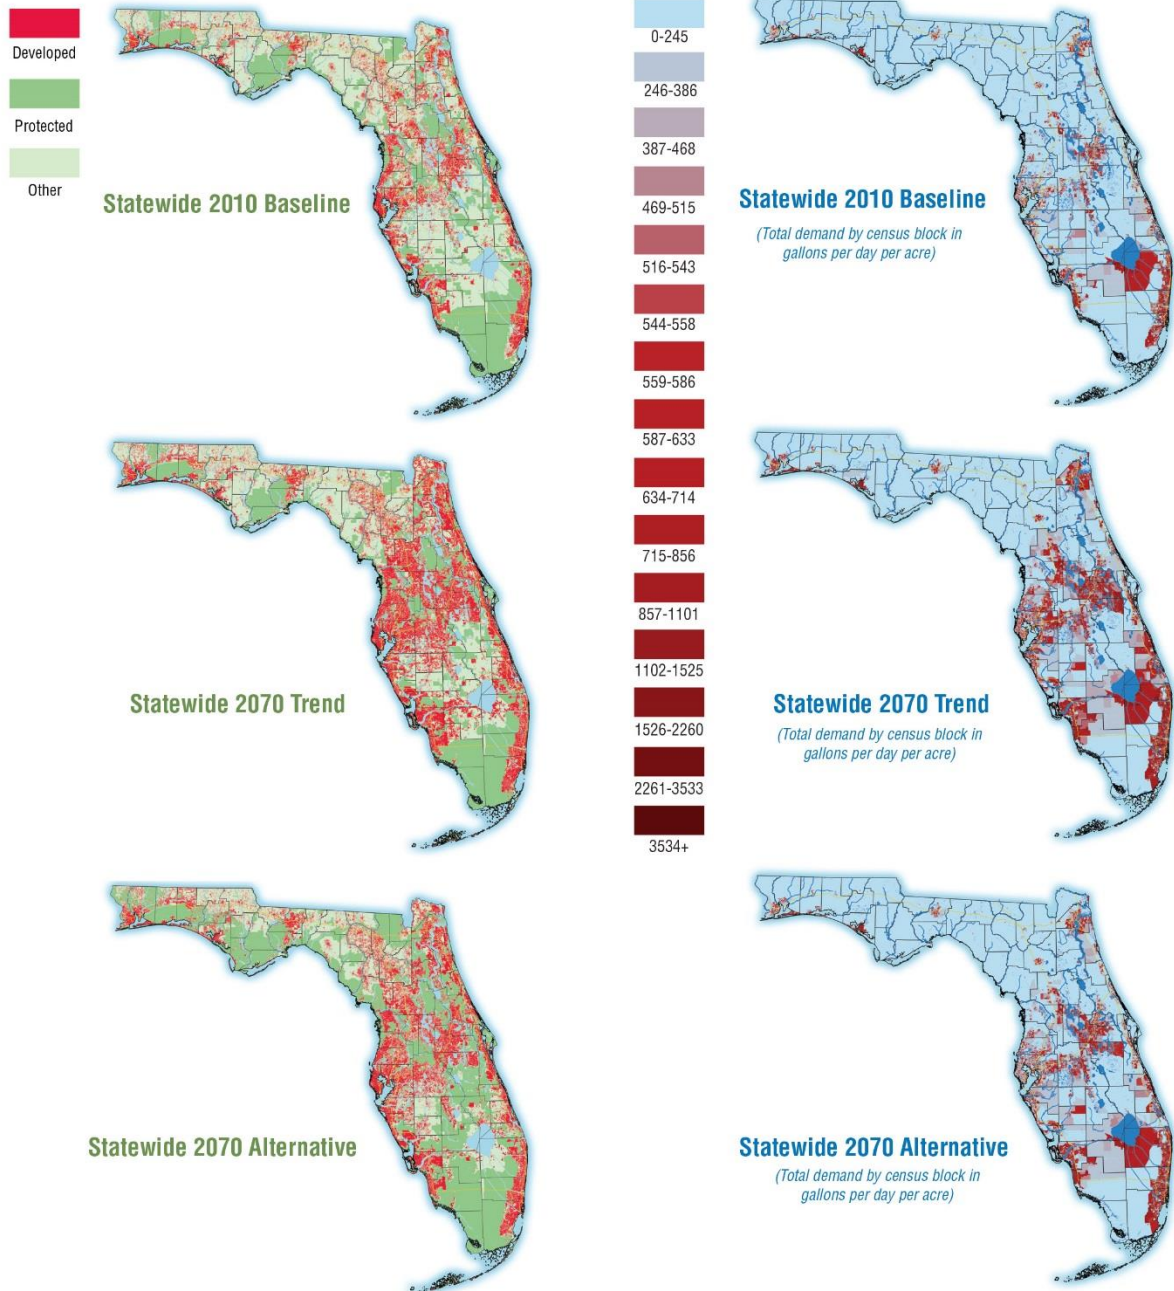 Developed
Protected
Other
Statewide 2010 Baseline
Statewide 2070 Trend
Statewide 2070 Alternative
0-245
246-386
387-468
469-515
516-543
544-558
559-586
587-633
634-714
715-856
857-1101
1102-1525
1526-2260
2261-3533
3534+
Statewide 2010 Baseline
(Total demand by census block in
gallons per day per acre)
Statewide 2070 Trend
(Total demand by census block in
gallons per day per acre)
Statewide 2070 Alternative
(Total demand by census block in
gallons per day per acre)